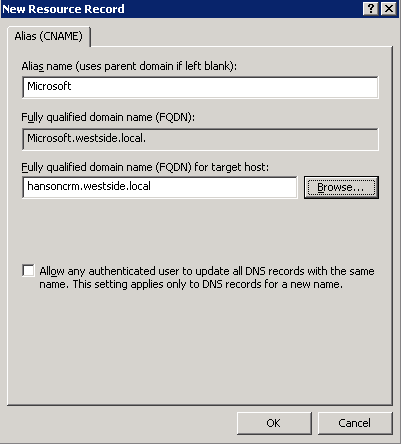 New Resource Record
Alias (CNAME)
Alias name (uses parent domain if left blank):
Microsoft
Fully qualified domain name (FQDN):
Microsoft.westside.local.
Fully qualified domain name (FQDN) for target host:
hansoncrm.westside.local
Browse...
Allow any authenticated user to update all DNS records with the same
name. This setting applies only to DNS records for a new name.
OK
Cancel